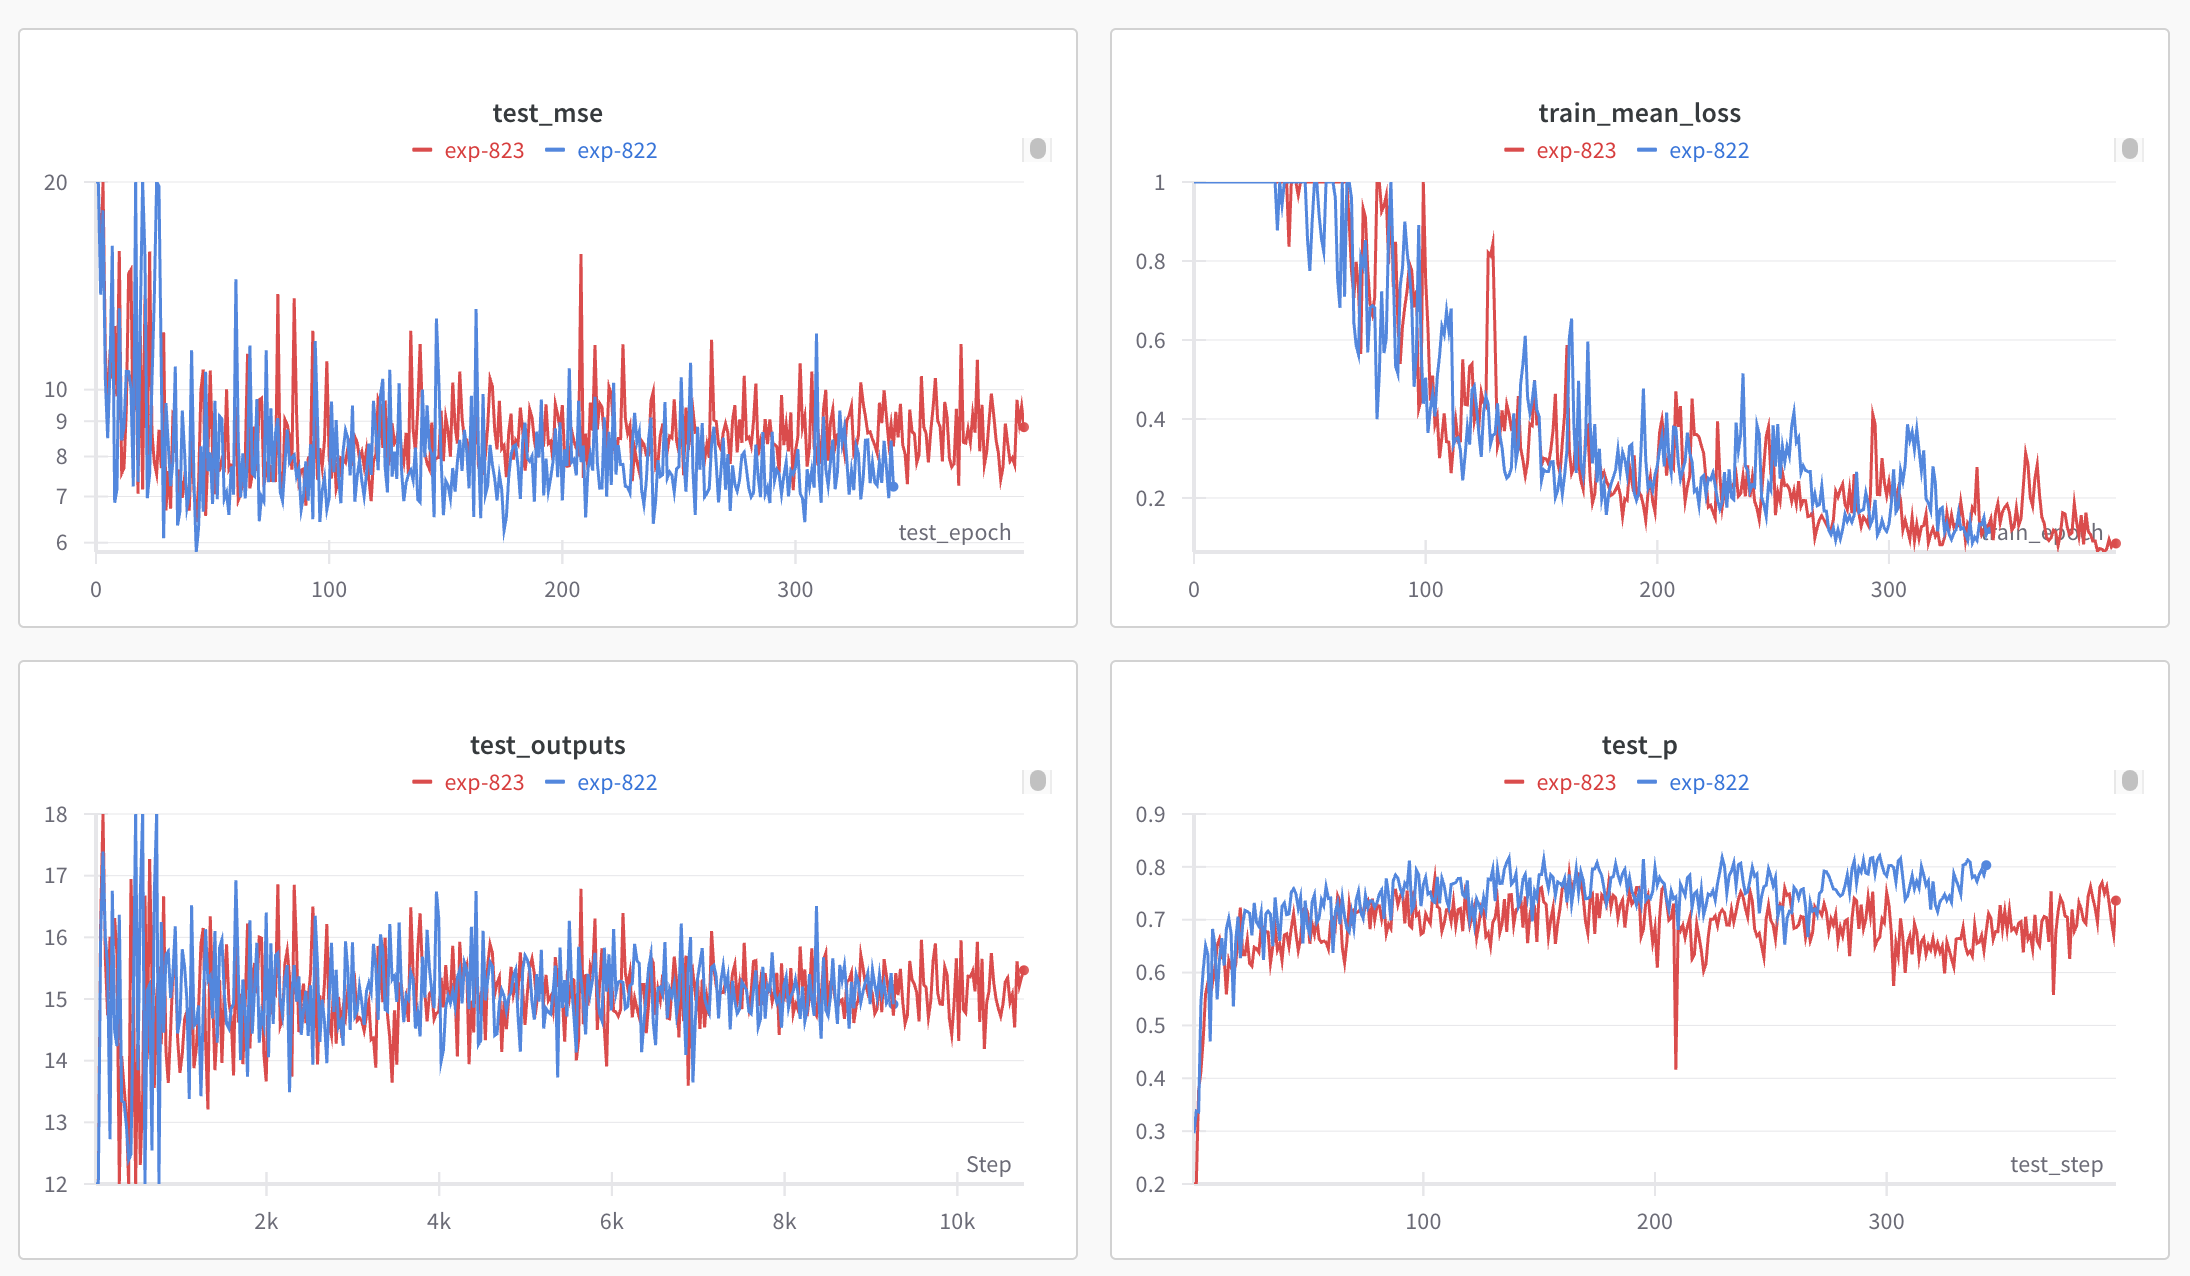 test_mse
exp-823 exp-822
20
10
9
8
7
6
test_epoch
0 100 200 300
train_mean_loss
exp-823 exp-822
1
0.8
0.6
0.4
0.2
train_epoch
0 100 200 300
test_outputs
exp-823 exp-822
18
17
16
15
14
13
12
Step
2k 4k 6k 8k 10k
test_p
exp-823 exp-822
0.9
0.8
0.7
0.6
0.5
0.4
0.3
0.2
test_step
100 200 300